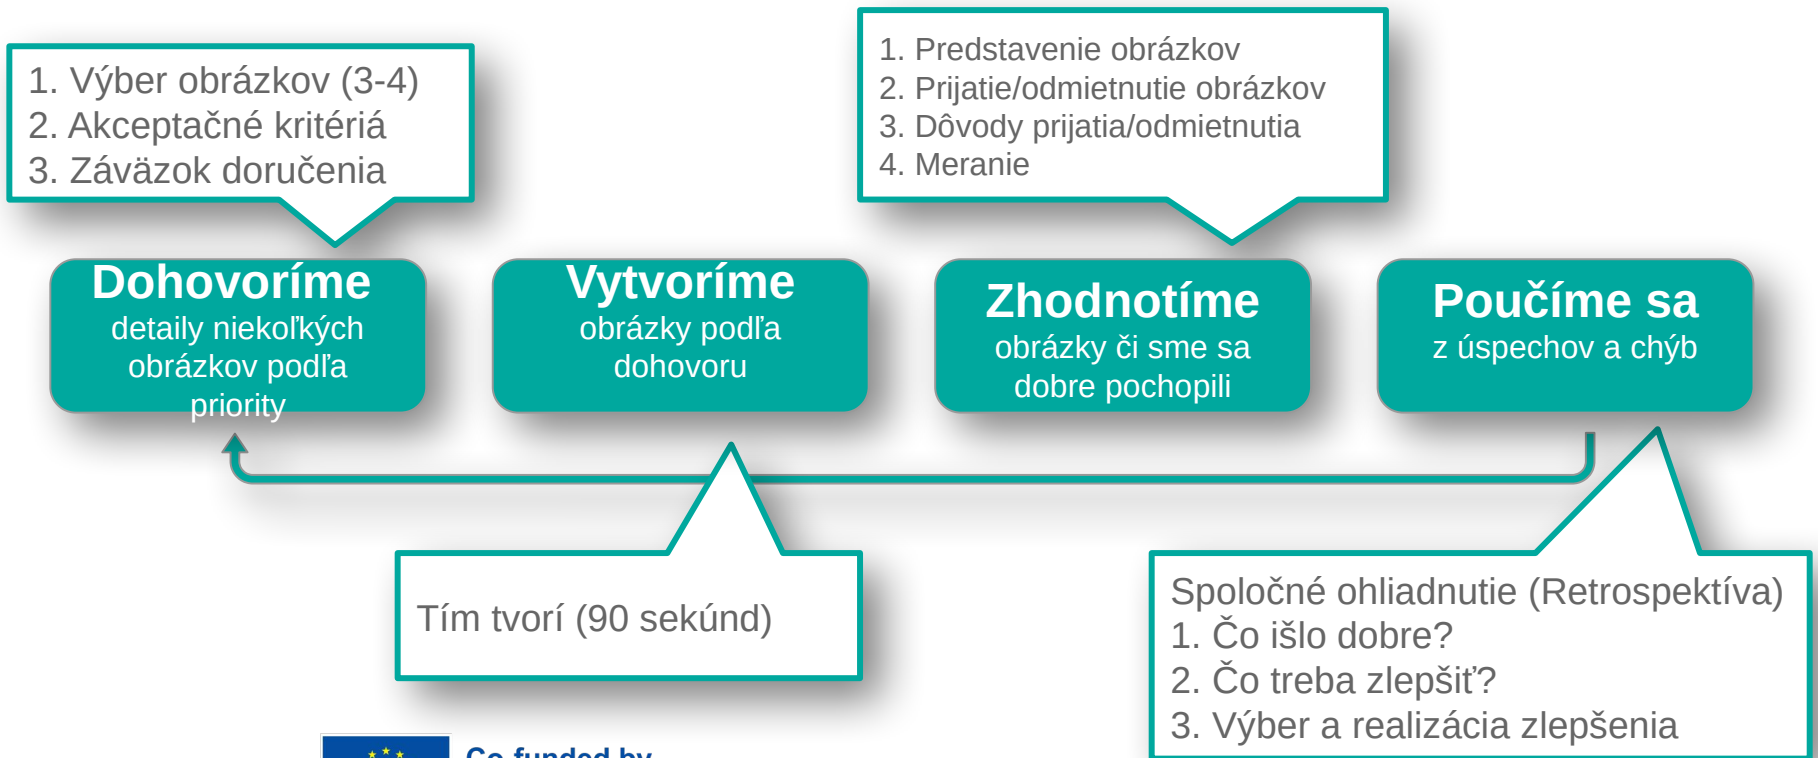 1. Výber obrázkov (3-4)
2. Akceptačné kritériá
3. Záväzok doručenia
1. Predstavenie obrázkov
2. Prijatie/odmietnutie obrázkov
3. Dôvody prijatia/odmietnutia
4. Meranie
Dohovoríme
detaily niekoľkých
obrázkov podľa
priority
Vytvoríme
obrázky podľa
dohovoru
Zhodnotíme
obrázky či sme sa
dobre pochopili
Poučíme sa
z úspechov a chýb
Tím tvorí (90 sekúnd)
Spoločné ohliadnutie (Retrospektíva)
1. Čo išlo dobre?
2. Čo treba zlepšiť?
3. Výber a realizácia zlepšenia
Co-funded by